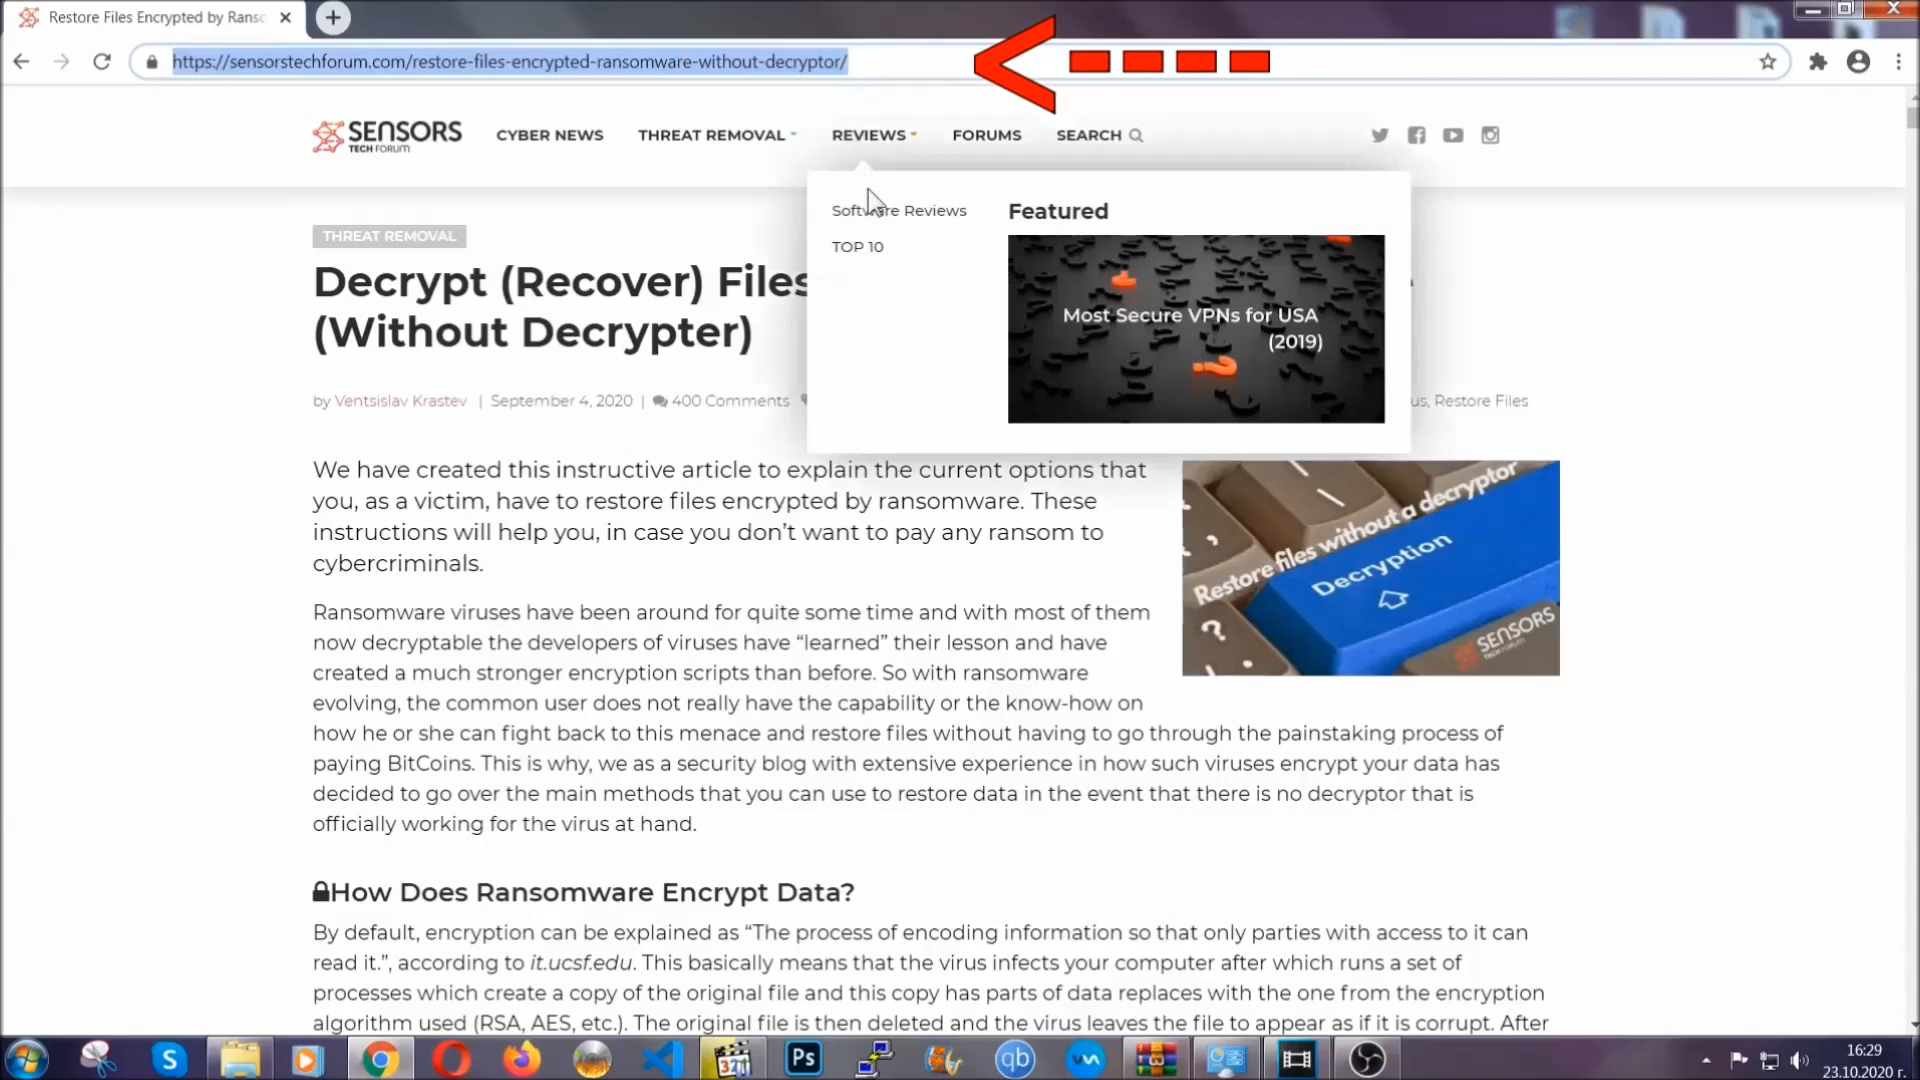 Restore Files Encrypted by Ranso
https://sensorstechforum.com/restore-files-encrypted-ransomware-without-decryptor/
SENSORS
TECH FORUM
CYBER NEWS
THREAT REMOVAL
REVIEWS
FORUMS
SEARCH
Software Reviews
TOP 10
Featured
Most Secure VPNs for USA
(2019)
THREAT REMOVAL
Decrypt (Recover) Files
(Without Decrypter)
by Ventsislav Krastev | September 4, 2020 | 400 Comments
us, Restore Files
We have created this instructive article to explain the current options that
you, as a victim, have to restore files encrypted by ransomware. These
instructions will help you, in case you don’t want to pay any ransom to
cybercriminals.
Restore files without a decryptor
Decryption
SENSORS
TECH FORUM
Ransomware viruses have been around for quite some time and with most of them
now decryptable the developers of viruses have “learned” their lesson and have
created a much stronger encryption scripts than before. So with ransomware
evolving, the common user does not really have the capability or the know-how on
how he or she can fight back to this menace and restore files without having to go through the painstaking process of
paying BitCoins. This is why, we as a security blog with extensive experience in how such viruses encrypt your data has
decided to go over the main methods that you can use to restore data in the event that there is no decryptor that is
officially working for the virus at hand.
How Does Ransomware Encrypt Data?
By default, encryption can be explained as “The process of encoding information so that only parties with access to it can
read it.”, according to it.ucsf.edu. This basically means that the virus infects your computer after which runs a set of
processes which create a copy of the original file and this copy has parts of data replaces with the one from the encryption
algorithm used (RSA, AES, etc.). The original file is then deleted and the virus leaves the file to appear as if it is corrupt. After
S
321
Ps
qb
16:29
23.10.2020 г.